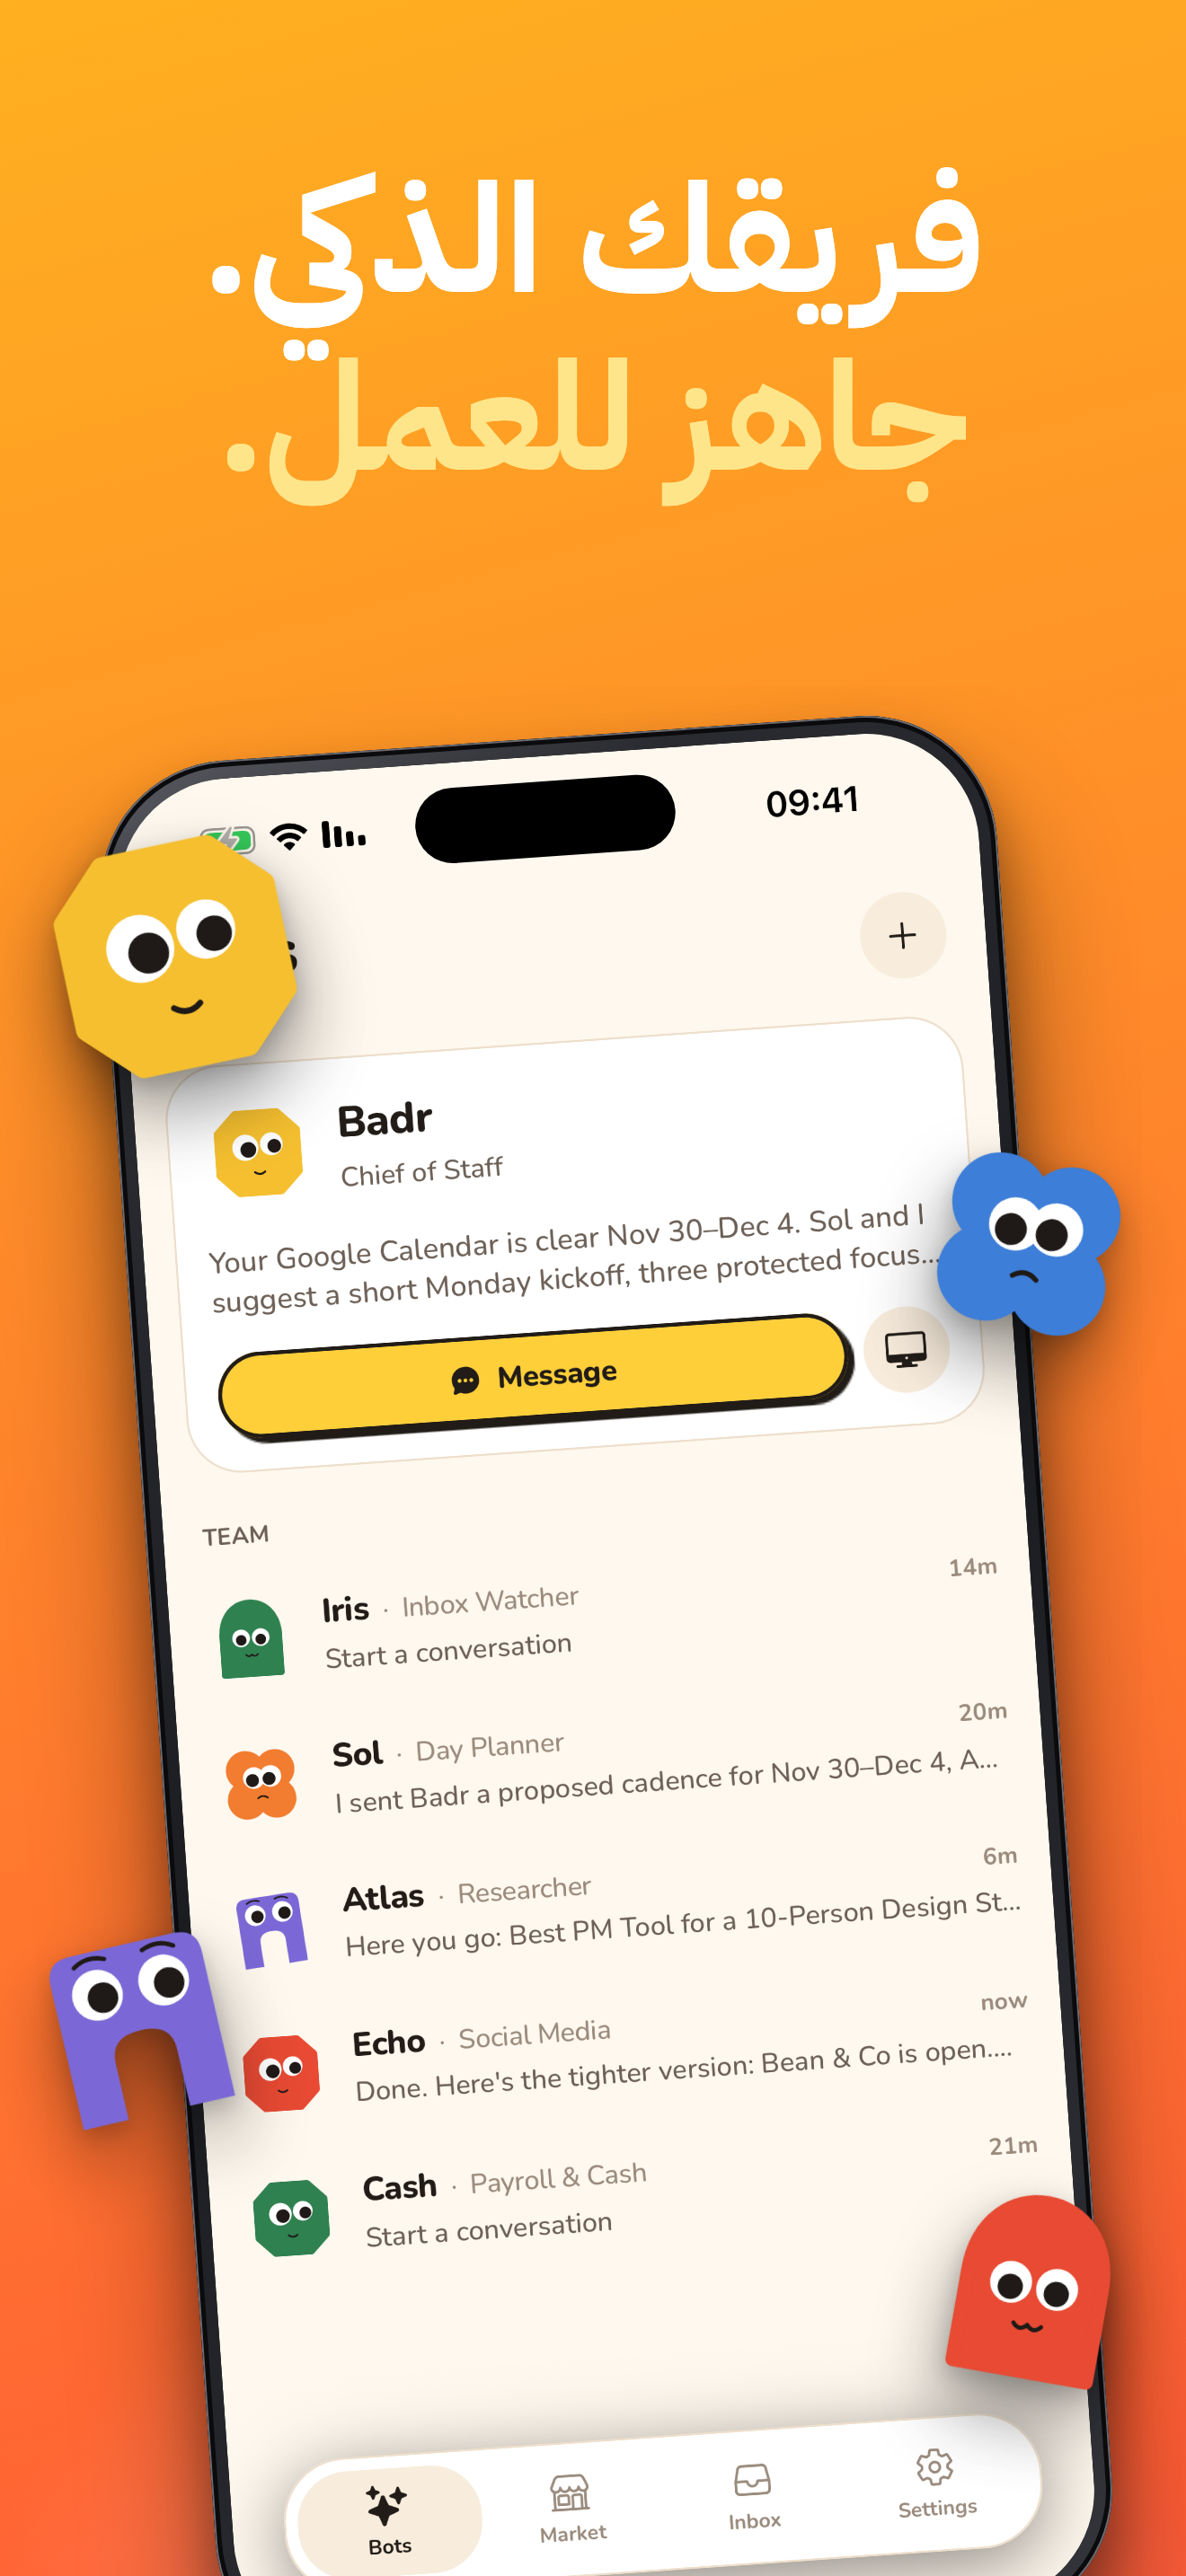 فريقك الذكي.
جاهز للعمل.
09:41
Badr
Chief of Staff
Your Google Calendar is clear Nov 30–Dec 4. Sol and I
suggest a short Monday kickoff, three protected focus...
Message
TEAM
Iris · Inbox Watcher
14m
Start a conversation
Sol · Day Planner
20m
I sent Badr a proposed cadence for Nov 30–Dec 4, A...
Atlas · Researcher
6m
Here you go: Best PM Tool for a 10-Person Design St...
Echo · Social Media
now
Done. Here's the tighter version: Bean & Co is open....
Cash · Payroll & Cash
21m
Start a conversation
Bots
Market
Inbox
Settings